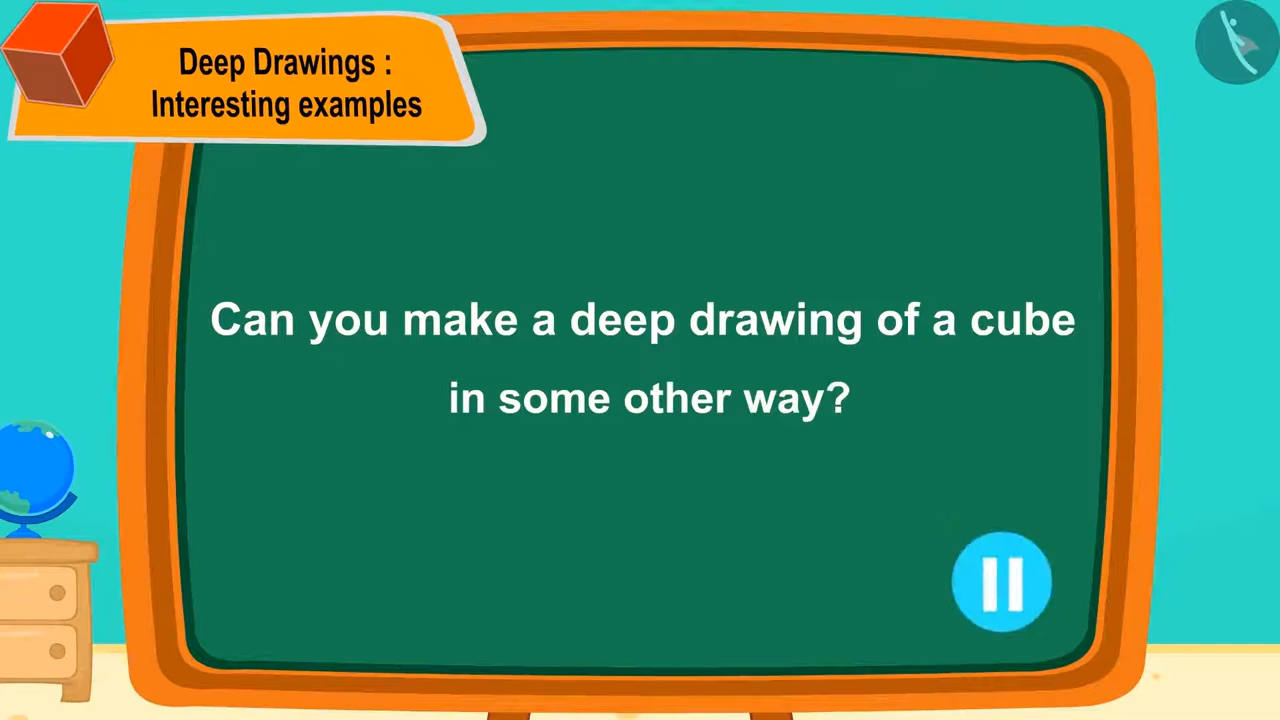 Deep Drawings :
Interesting examples
Can you make a deep drawing of a cube
in some other way?